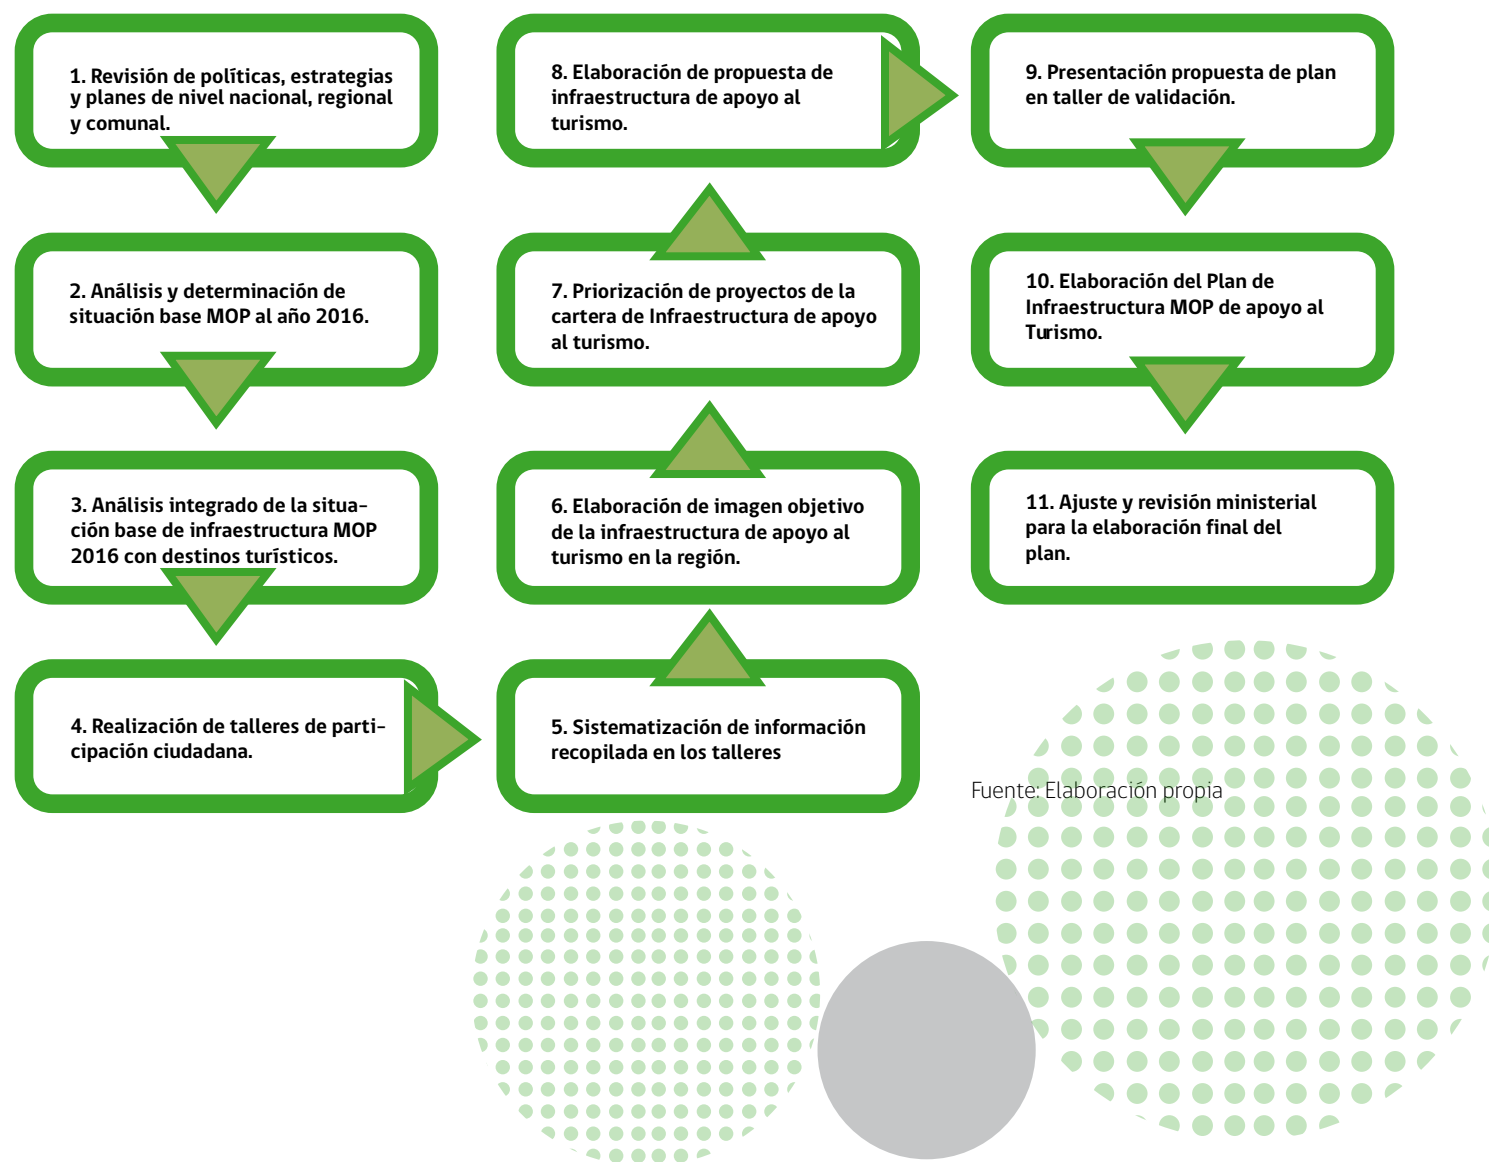 1. Revisión de políticas, estrategias
y planes de nivel nacional, regional
y comunal.
2. Análisis y determinación de
situación base MOP al año 2016.
3. Análisis integrado de la situa-
ción base de infraestructura MOP
2016 con destinos turísticos.
4. Realización de talleres de parti-
cipación ciudadana.
5. Sistematización de información
recopilada en los talleres
6. Elaboración de imagen objetivo
de la infraestructura de apoyo al
turismo en la región.
7. Priorización de proyectos de la
cartera de Infraestructura de apoyo
al turismo.
8. Elaboración de propuesta de
infraestructura de apoyo al
turismo.
9. Presentación propuesta de plan
en taller de validación.
10. Elaboración del Plan de
Infraestructura MOP de apoyo al
Turismo.
11. Ajuste y revisión ministerial
para la elaboración final del
plan.
Fuente: Elaboración propia